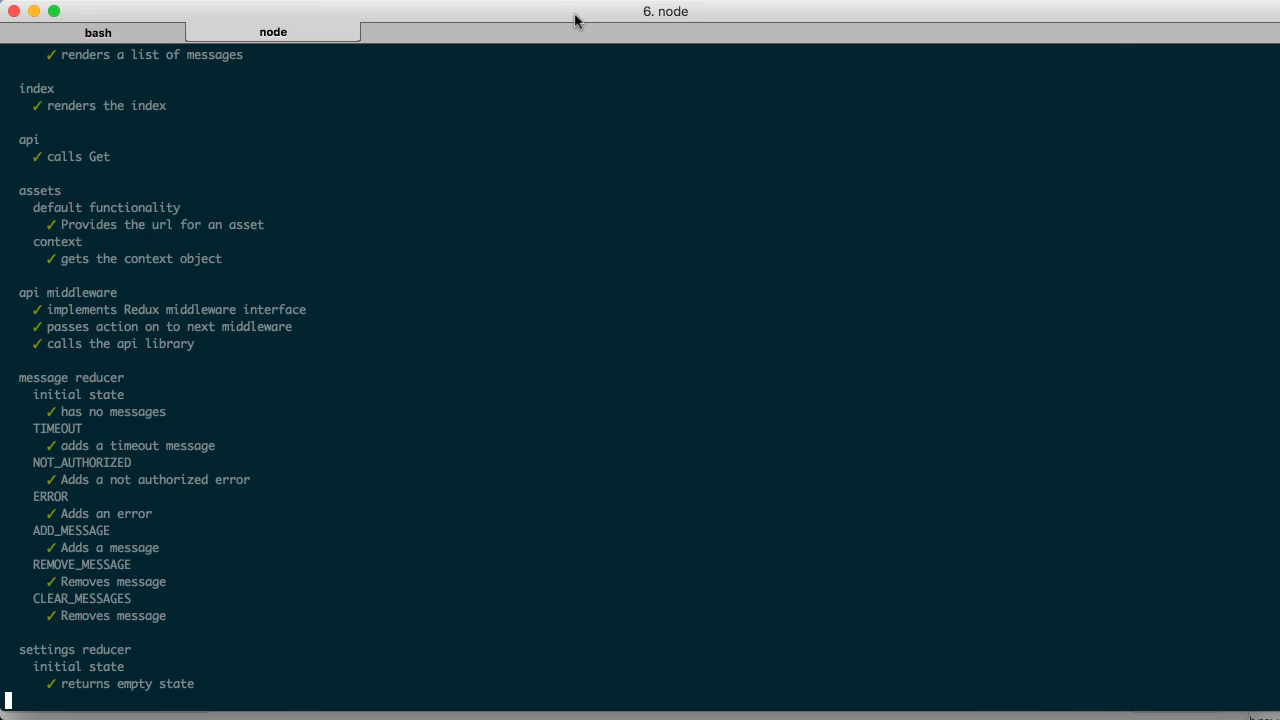 6. node
bash
node
✓ renders a list of messages
index
✓ renders the index
api
✓ calls Get
assets
default functionality
✓ Provides the url for an asset
context
✓ gets the context object
api middleware
✓ implements Redux middleware interface
✓ passes action on to next middleware
✓ calls the api library
message reducer
initial state
✓ has no messages
TIMEOUT
✓ adds a timeout message
NOT_AUTHORIZED
✓ Adds a not authorized error
ERROR
✓ Adds an error
ADD_MESSAGE
✓ Adds a message
REMOVE_MESSAGE
✓ Removes message
CLEAR_MESSAGES
✓ Removes message
settings reducer
initial state
✓ returns empty state